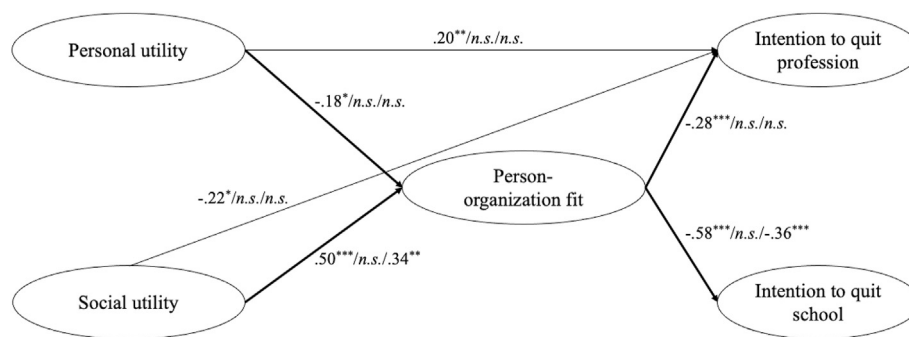 Personal utility
.20**/n.s./n.s.
Intention to quit
profession
-.18*/n.s./n.s.
-.28***/n.s./n.s.
Person-
organization fit
-.22*/n.s./n.s.
-.58***/n.s./-.36***
.50***/n.s./.34**
Social utility
Intention to quit
school